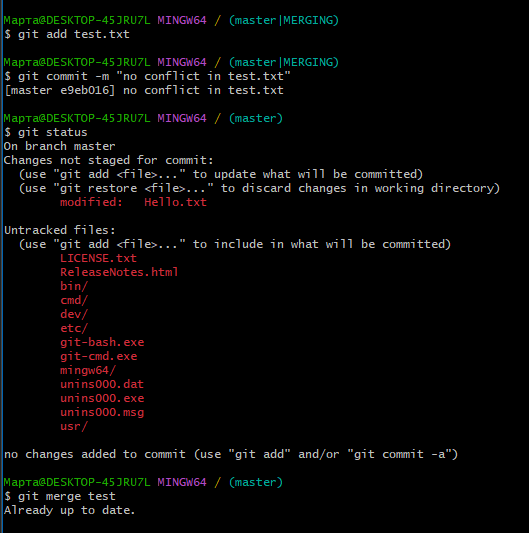 Марта@DESKTOP-45JRU7L MINGW64 / (master|MERGING)
$ git add test.txt

Марта@DESKTOP-45JRU7L MINGW64 / (master|MERGING)
$ git commit -m "no conflict in test.txt"
[master e9eb016] no conflict in test.txt

Марта@DESKTOP-45JRU7L MINGW64 / (master)
$ git status
On branch master
Changes not staged for commit:
  (use "git add <file>..." to update what will be committed)
  (use "git restore <file>..." to discard changes in working directory)
        modified:   Hello.txt

Untracked files:
  (use "git add <file>..." to include in what will be committed)
        LICENSE.txt
        ReleaseNotes.html
        bin/
        cmd/
        dev/
        etc/
        git-bash.exe
        git-cmd.exe
        mingw64/
        unins000.dat
        unins000.exe
        unins000.msg
        usr/

no changes added to commit (use "git add" and/or "git commit -a")

Марта@DESKTOP-45JRU7L MINGW64 / (master)
$ git merge test
Already up to date.